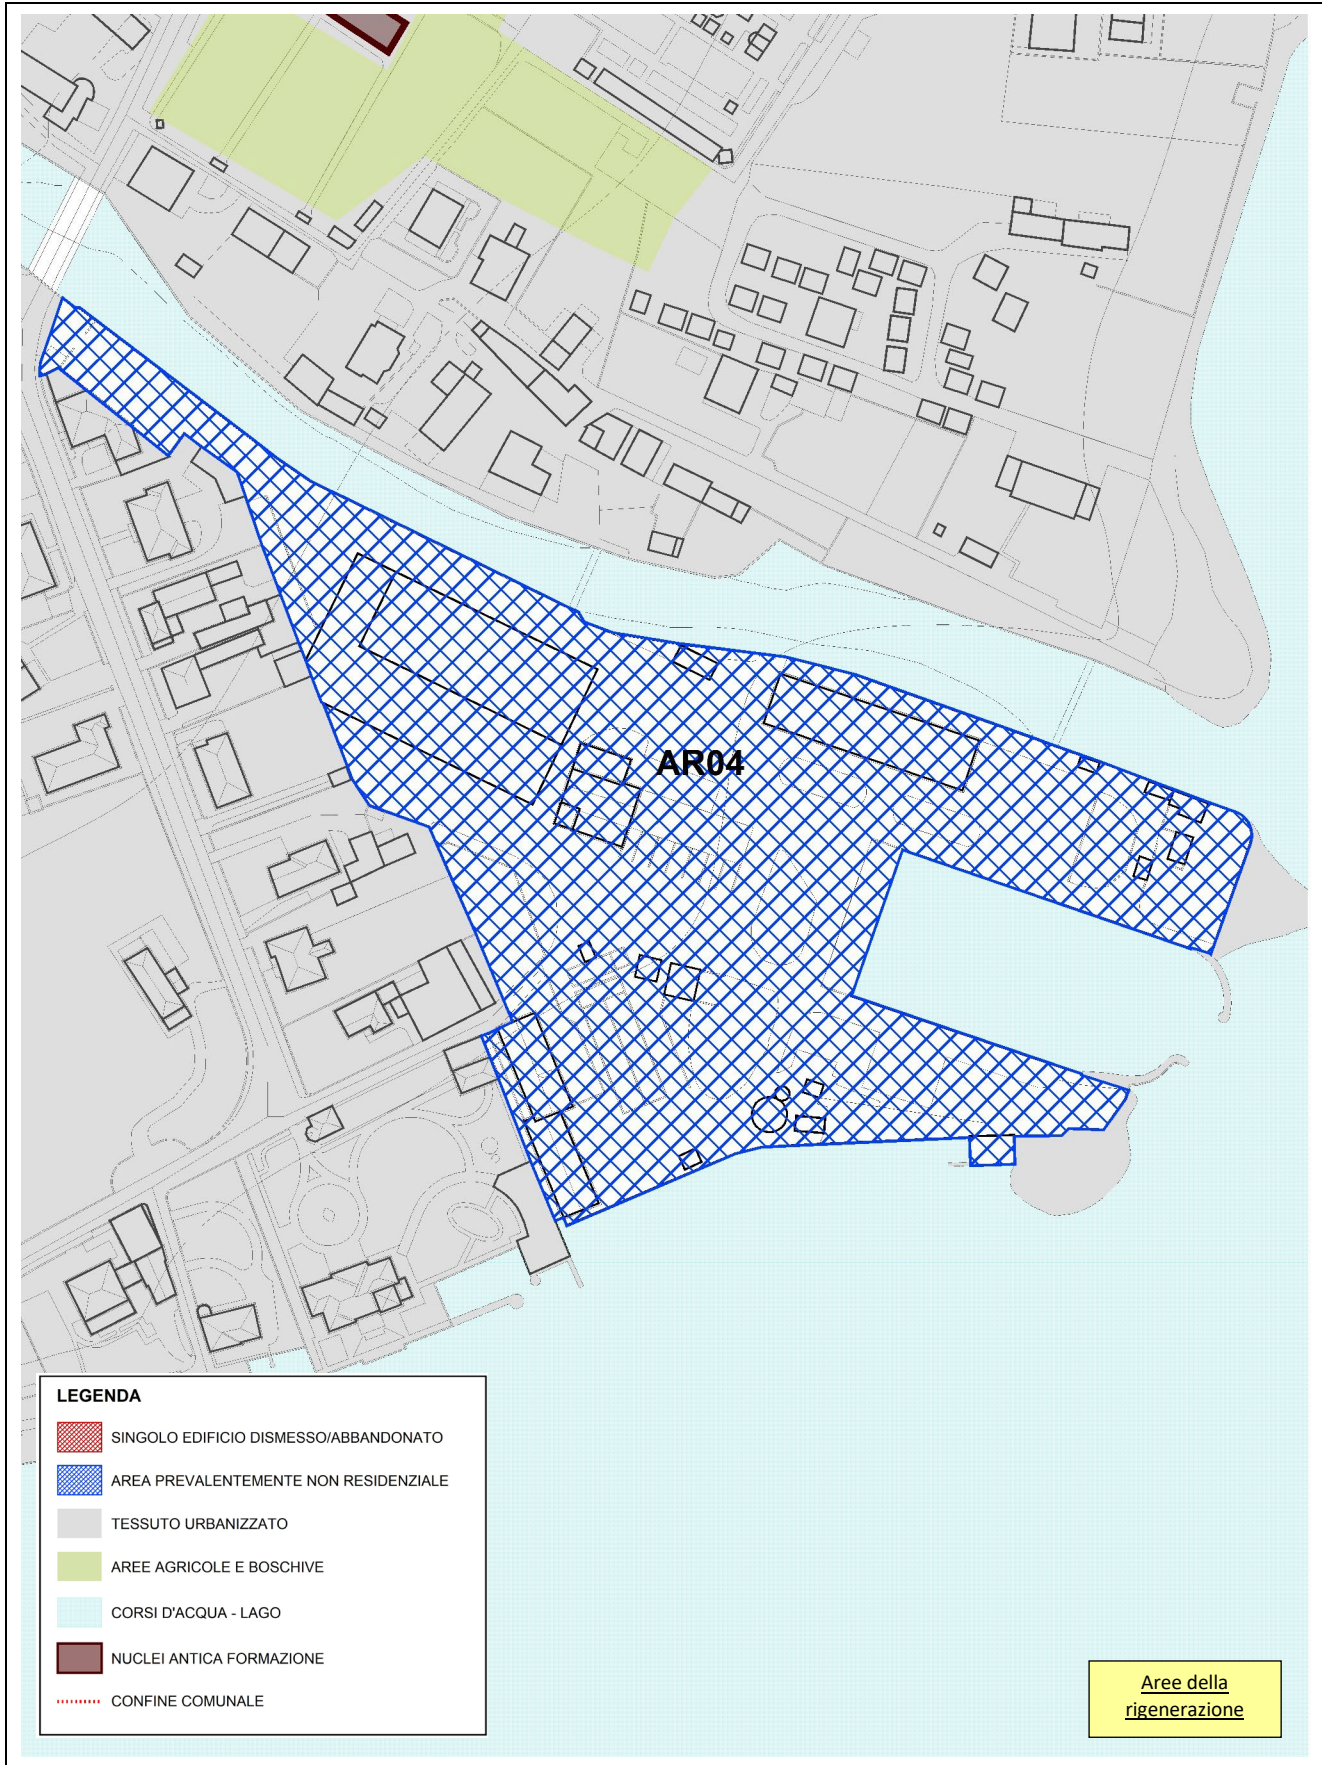 AR04
LEGENDA
SINGOLO EDIFICIO DISMESSO/ABBANDONATO
AREA PREVALENTEMENTE NON RESIDENZIALE
TESSUTO URBANIZZATO
AREE AGRICOLE E BOSCHIVE
CORSI D'ACQUA - LAGO
NUCLEI ANTICA FORMAZIONE
CONFINE COMUNALE
Aree della
rigenerazione